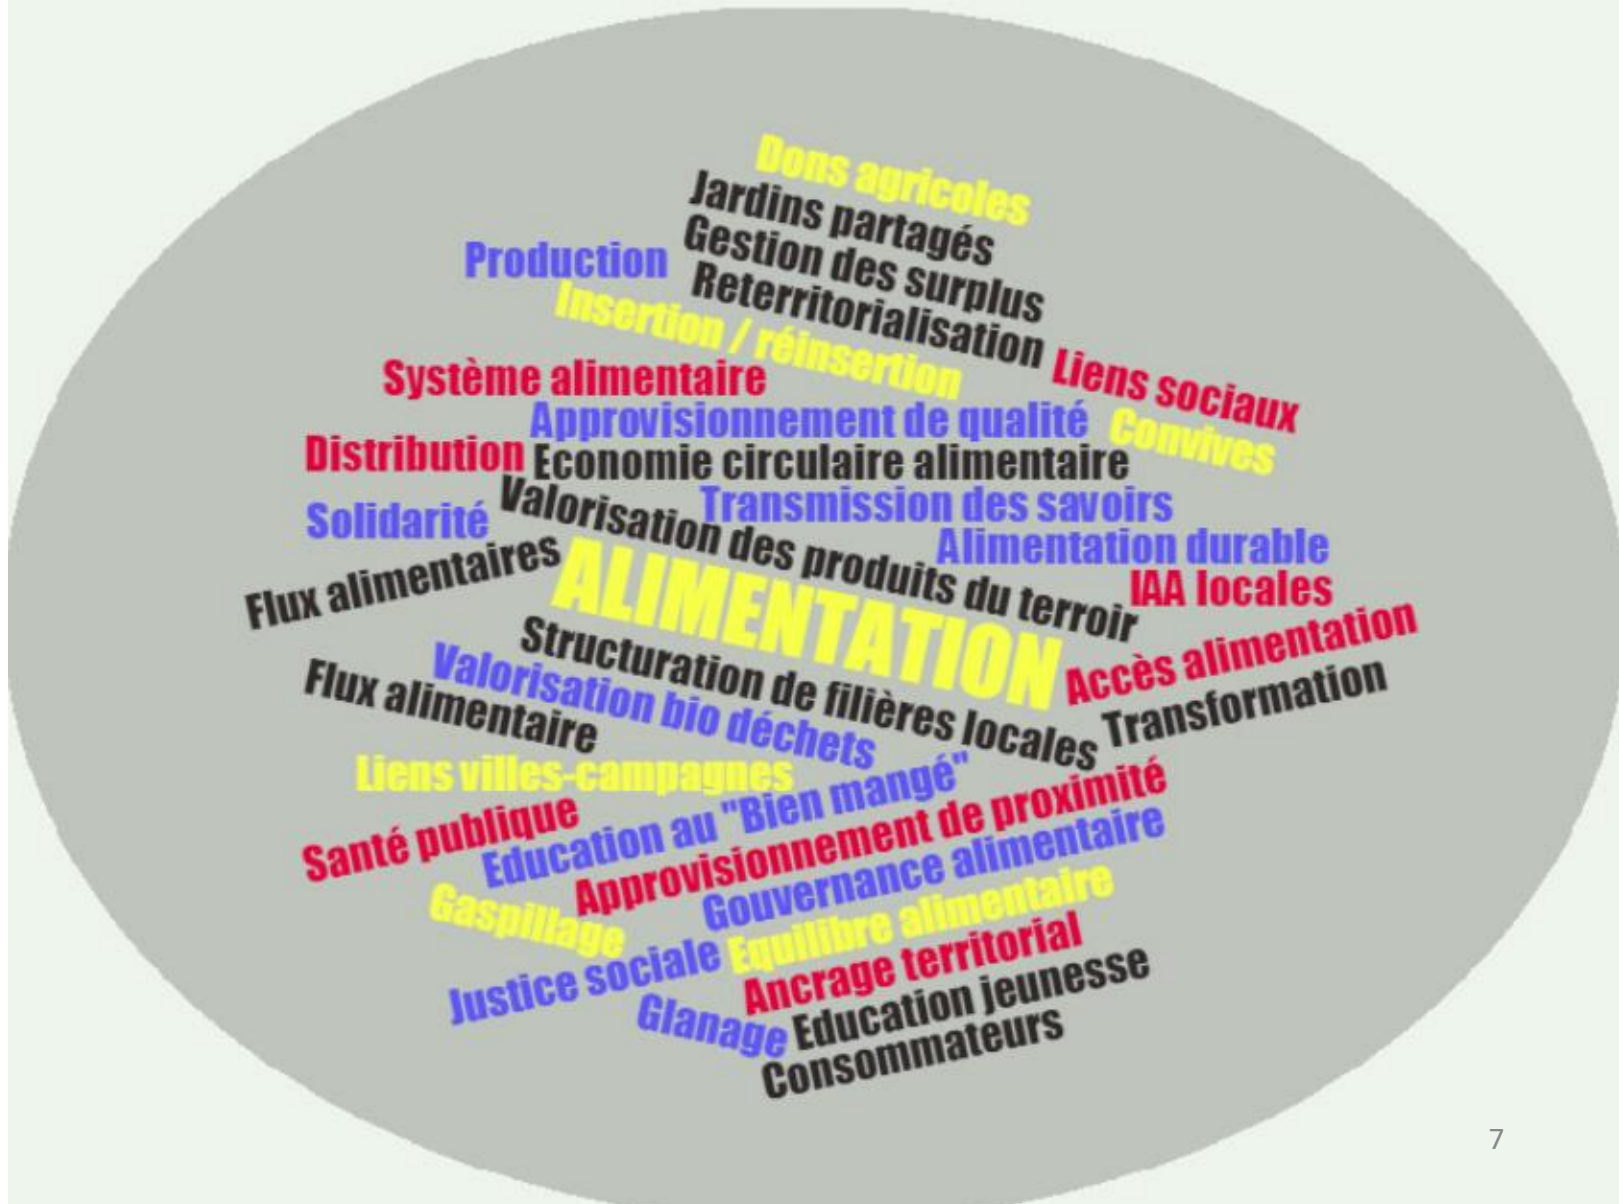 Dons agricoles
Jardins partagés
Gestion des surplus
Production
Reterritorialisation
Insertion / réinsertion
Liens sociaux
Système alimentaire
Approvisionnement de qualité
Convives
Distribution
Economie circulaire alimentaire
Transmission des savoirs
Valorisation des produits du terroir
Solidarité
Alimentation durable
Flux alimentaires
ALIMENTATION
IAA locales
Accès alimentation
Structuration de filières locales
Transformation
Valorisation bio déchets
Flux alimentaire
Liens villes-campagnes
Santé publique
Education au "Bien mangé"
Approvisionnement de proximité
Gouvernance alimentaire
Gaspillage
Equilibre alimentaire
Justice sociale
Ancrage territorial
Glanage
Education jeunesse
Consommateurs
7